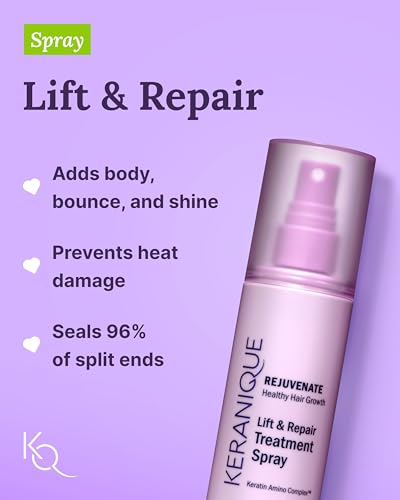 Spray
Lift & Repair
Adds body,
bounce, and shine
Prevents heat
damage
Seals 96%
of split ends
KERANIQUE
REJUVENATE
Healthy Hair Growth
Lift & Repair
Treatment
Spray
Keratin Amino Complex™
KQ